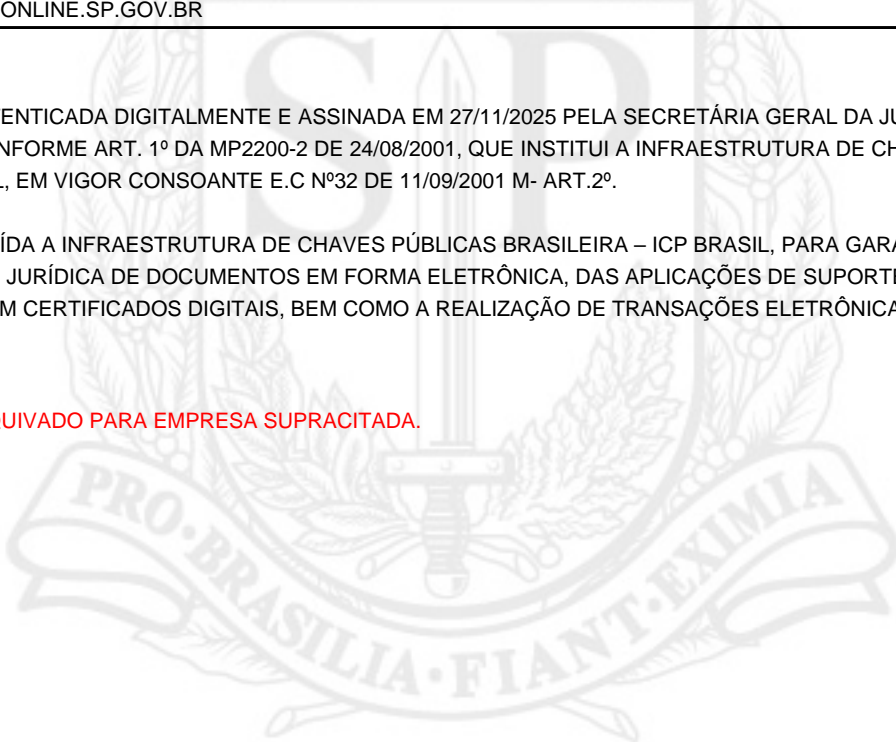 ONLINE.SP.GOV.BR
ENTICADA DIGITALMENTE E ASSINADA EM 27/11/2025 PELA SECRETÁRIA GERAL DA JU
NFORME ART. 1º DA MP2200-2 DE 24/08/2001, QUE INSTITUI A INFRAESTRUTURA DE CH
L, EM VIGOR CONSOANTE E.C Nº32 DE 11/09/2001 M- ART.2º.
ÍDA A INFRAESTRUTURA DE CHAVES PÚBLICAS BRASILEIRA – ICP BRASIL, PARA GARA
JURÍDICA DE DOCUMENTOS EM FORMA ELETRÔNICA, DAS APLICAÇÕES DE SUPORTE
M CERTIFICADOS DIGITAIS, BEM COMO A REALIZAÇÃO DE TRANSAÇÕES ELETRÔNICA
QUIVADO PARA EMPRESA SUPRACITADA.
SP
PRO·BRASILIA·FIANT·EXIMIA